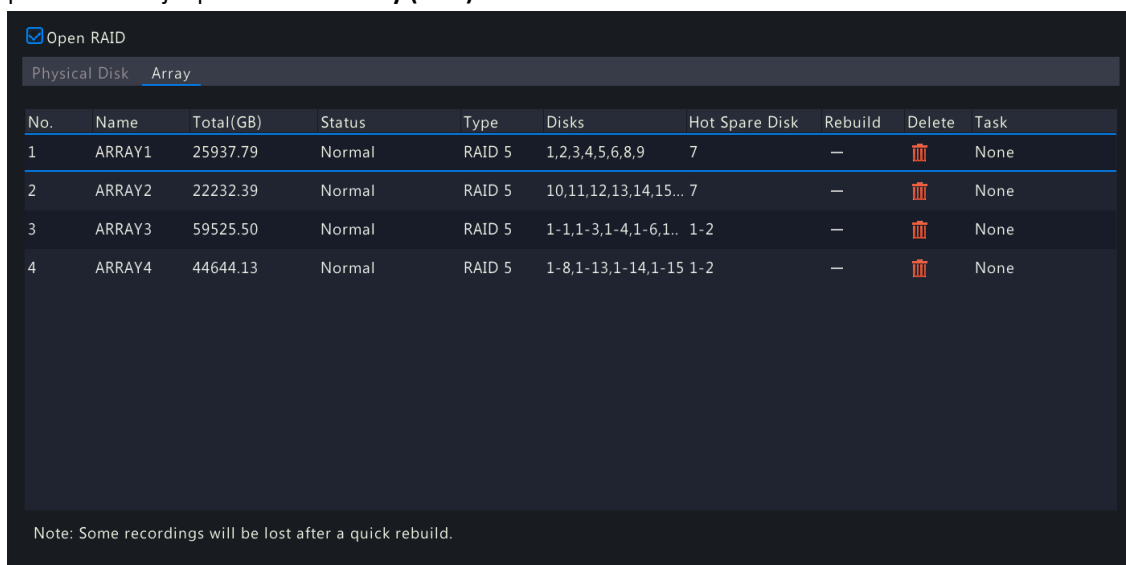 Open RAID
Physical Disk Array
No. Name Total(GB) Status Type Disks Hot Spare Disk Rebuild Delete Task
1 ARRAY1 25937.79 Normal RAID 5 1,2,3,4,5,6,8,9 7 — None
2 ARRAY2 22232.39 Normal RAID 5 10,11,12,13,14,15... 7 — None
3 ARRAY3 59525.50 Normal RAID 5 1-1,1-3,1-4,1-6,1.. 1-2 — None
4 ARRAY4 44644.13 Normal RAID 5 1-8,1-13,1-14,1-15 1-2 — None
Note: Some recordings will be lost after a quick rebuild.